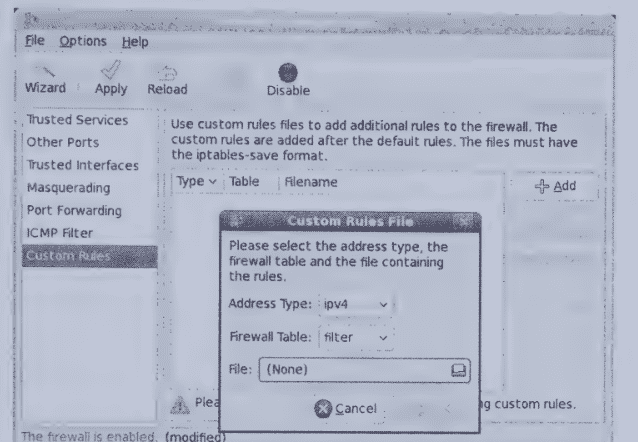 File Options Help
Wizard Apply Reload Disable
Trusted Services
Other Ports
Trusted Interfaces
Masquerading
Port Forwarding
ICMP Filter
Custom Rules
Use custom rules files to add additional rules to the firewall. The
custom rules are added after the default rules. The files must have
the iptables-save format.
Type Table Filename
Add
Custom Rules File
Please select the address type, the
firewall table and the file containing
the rules.
Address Type: ipv4
Firewall Table: filter
File: (None)
Cancel
custom rules.
The firewall is enabled. (modified)